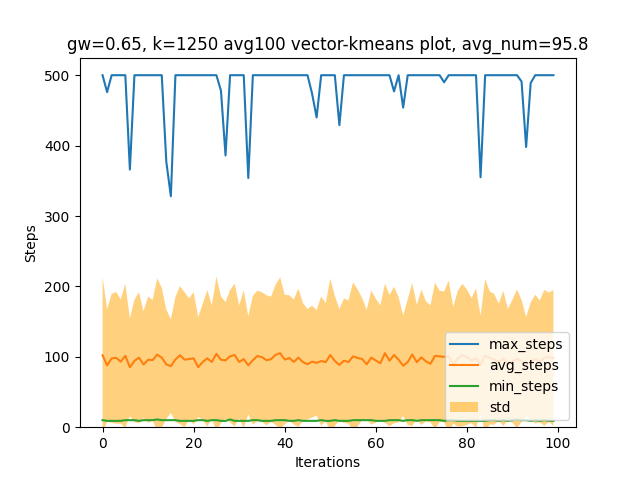 gw=0.65, k=1250 avg100 vector-kmeans plot, avg_num=95.8
500
400
300
200
100
0
Steps
max_steps
avg_steps
min_steps
std
0 20 40 60 80 100
Iterations